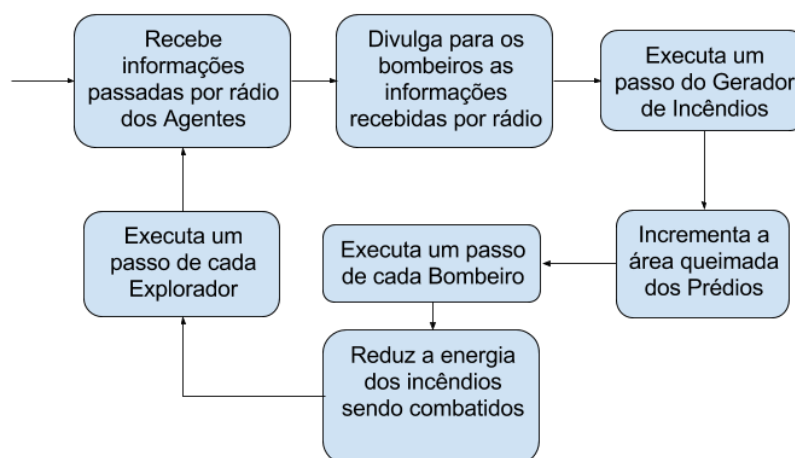 Recebe
informações
passadas por rádio
dos Agentes
Divulga para os
bombeiros as
informações
recebidas por rádio
Executa um
passo do Gerador
de Incêndios
Incrementa a
área queimada
dos Prédios
Executa um passo
de cada Bombeiro
Reduz a energia
dos incêndios
sendo combatidos
Executa um
passo de cada
Explorador